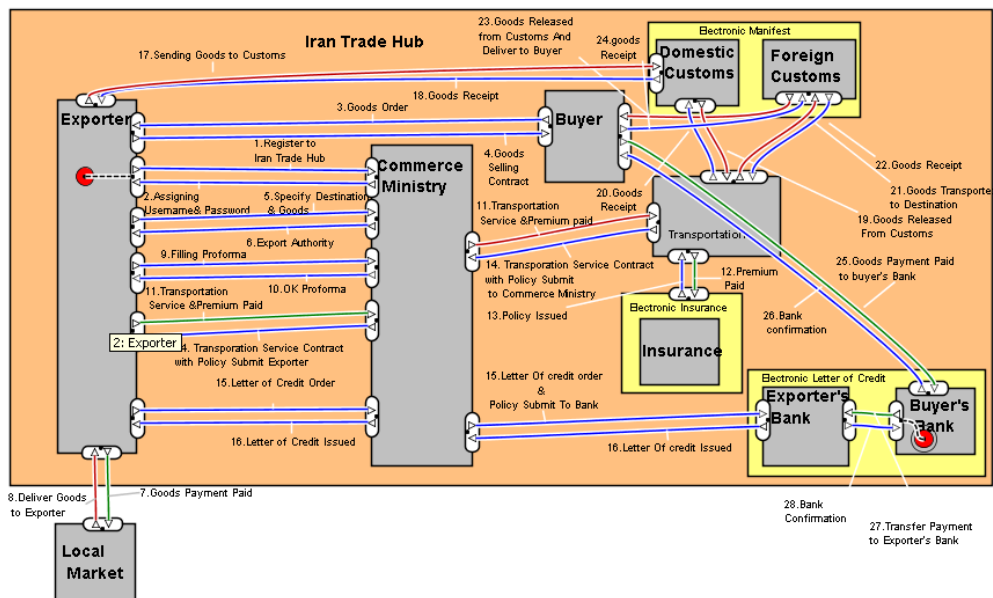 23.Goods Released
from Customs And
Deliver to Buyer
24.goods
Receipt
Electronic Manifest
Iran Trade Hub
Domestic
Customs
Foreign
Customs
17.Sending Goods to Customs
18.Goods Receipt
Exporter
3.Goods Order
Buyer
1.Register to
Iran Trade Hub
Commerce
Ministry
4.Goods
Selling
Contract
22.Goods Receipt
21.Goods Transporte
to Destination
20.Goods
Receipt
19.Goods Released
From Customs
2.Assigning
Username& Password
5.Specify Destination
& Goods
11.Transportation
Service &Premium paid
Transportation
6.Export Authority
9.Filling Proforma
10.OK Proforma
14. Transporation Service Contract
with Policy Submit
to Commerce Ministry
12.Premium
Paid
25.Goods Payment Paid
to buyer's Bank
11.Transportation
Service &Premium Paid
13.Policy Issued
Electronic Insurance
26.Bank
confirmation
2: Exporter
4. Transporation Service Contract
with Policy Submit Exporter
Insurance
15.Letter of Credit Order
15.Letter Of credit order
&
Policy Submit To Bank
Electronic Letter of Credit
Exporter's
Bank
Buyer's
Bank
16.Letter of Credit Issued
16.Letter Of credit Issued
8.Deliver Goods
to Exporter
7.Goods Payment Paid
28.Bank
Confirmation
27.Transfer Payment
to Exporter's Bank
Local
Market